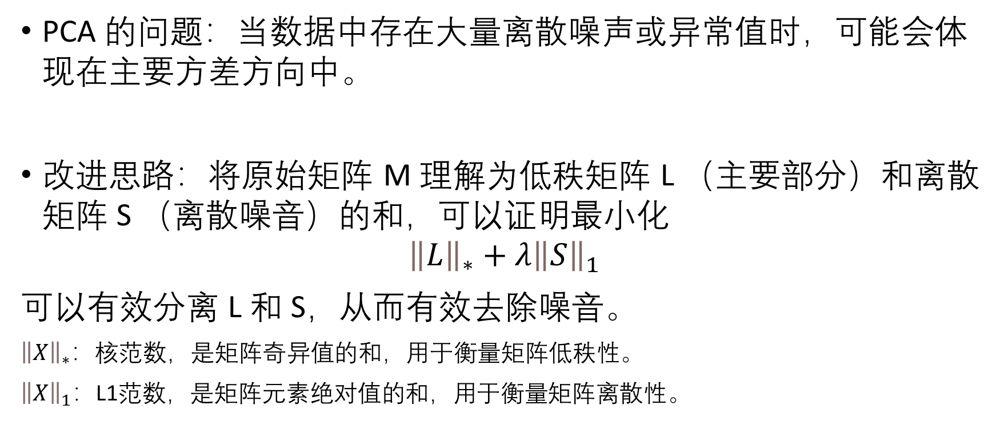 • PCA 的问题：当数据中存在大量离散噪声或异常值时，可能会体
现在主要方差方向中。
• 改进思路：将原始矩阵 M 理解为低秩矩阵 L （主要部分）和离散
矩阵 S （离散噪音）的和，可以证明最小化
‖L‖∗ + λ‖S‖₁
可以有效分离 L 和 S，从而有效去除噪音。
‖X‖∗：核范数，是矩阵奇异值的和，用于衡量矩阵低秩性。
‖X‖₁：L1范数，是矩阵元素绝对值的和，用于衡量矩阵离散性。